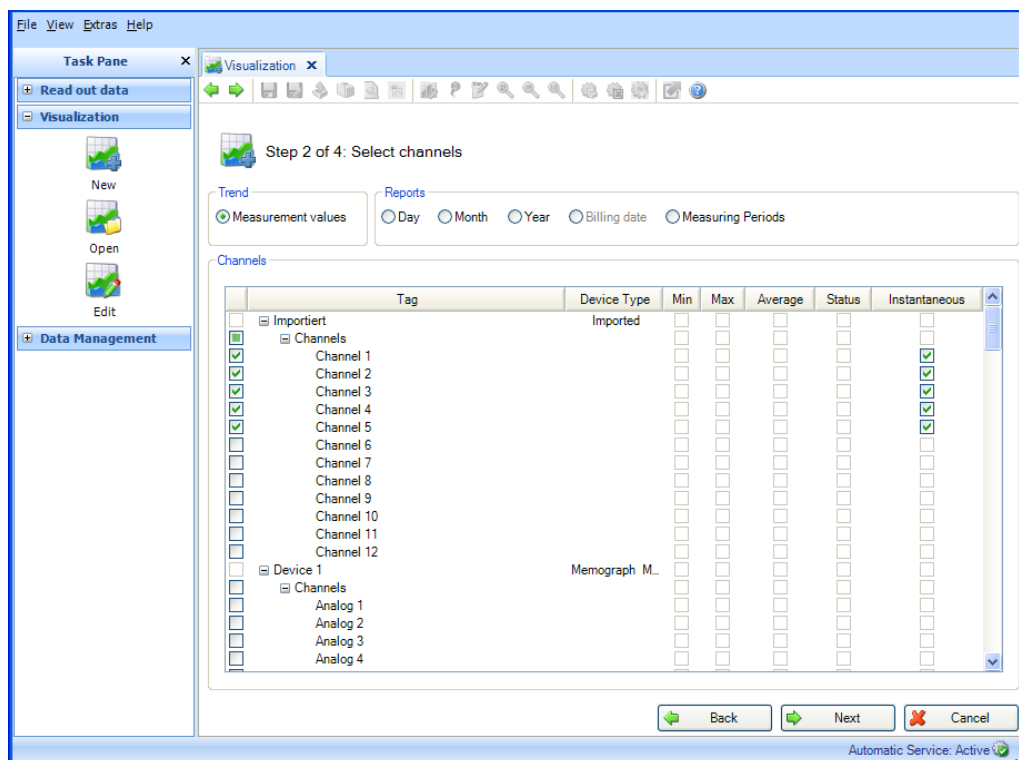 File View Extras Help
Task Pane
Visualization
Read out data
Visualization
New
Open
Edit
Data Management
Step 2 of 4: Select channels
Trend
Reports
Measurement values
Day Month Year Billing date Measuring Periods
Channels
Tag Device Type Min Max Average Status Instantaneous
Importiert Imported
Channels
Channel 1
Channel 2
Channel 3
Channel 4
Channel 5
Channel 6
Channel 7
Channel 8
Channel 9
Channel 10
Channel 11
Channel 12
Device 1 Memograph M...
Channels
Analog 1
Analog 2
Analog 3
Analog 4
Back Next Cancel
Automatic Service: Active